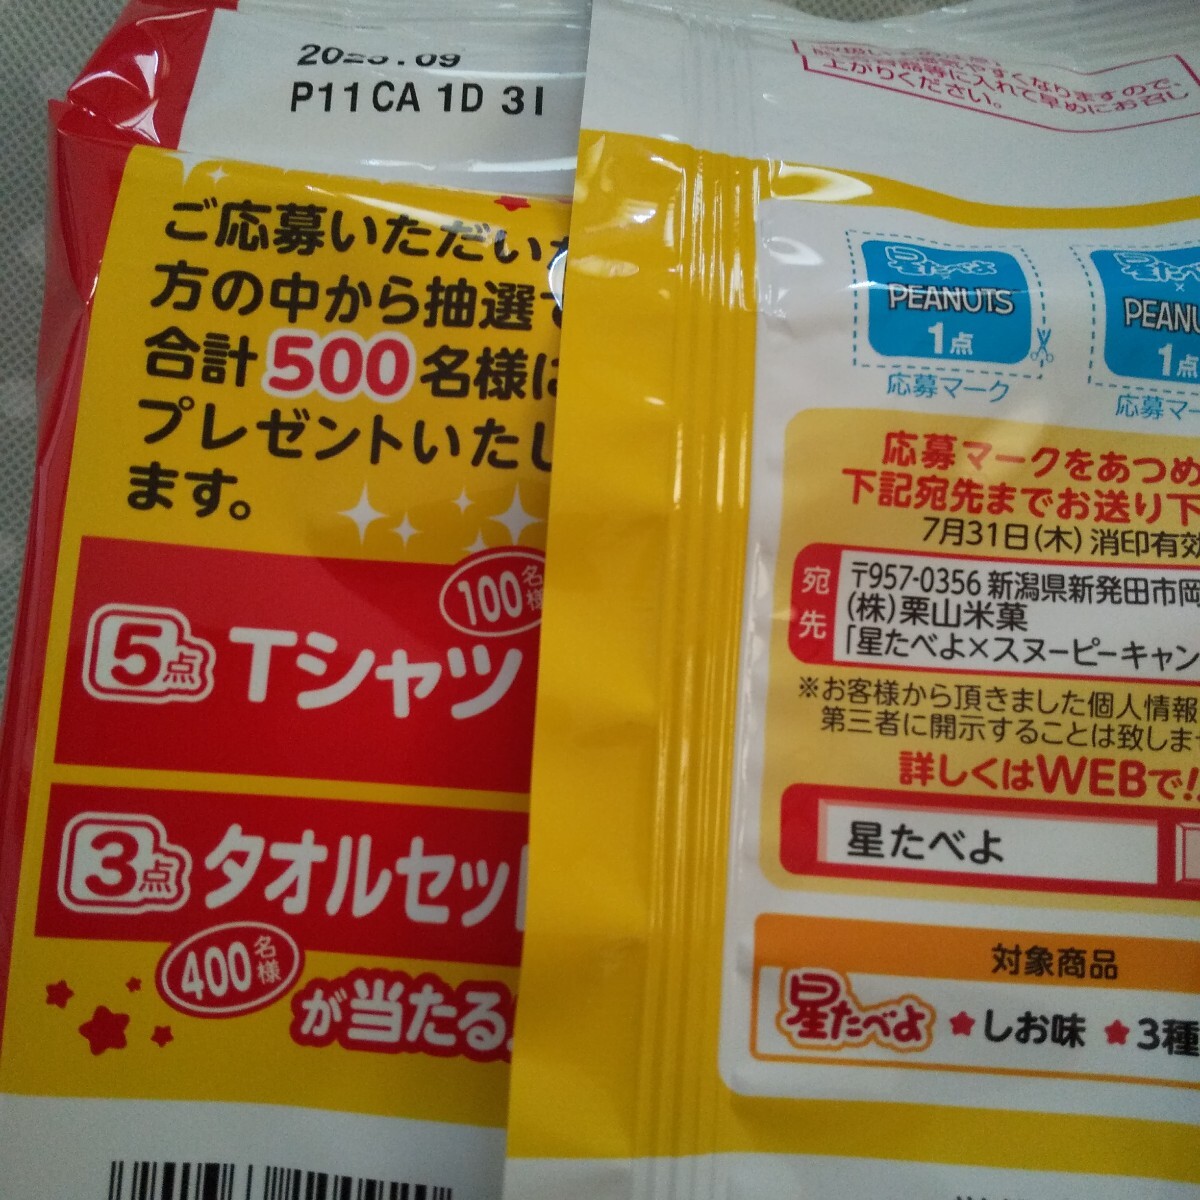 P11CA 1D 3I
ご応募いただいた
方の中から抽選で
合計500名様に
プレゼントいたし
ます。
100名様
5点 Tシャツ
3点 タオルセット
400名様
が当たる
上がりください。
星たべよ
PEANUTS
1点
応募マーク
星たべよ
×
PEANU
1点
応募マー
応募マークをあつめ
下記宛先までお送り下
7月31日(木) 消印有効
宛先
〒957-0356 新潟県新発田市岡
(株)栗山米菓
「星たべよ×スヌーピーキャン
※お客様から頂きました個人情報
第三者に開示することは致しませ
詳しくはWEBで!!
星たべよ
対象商品
星たべよ ★しお味 ★3種